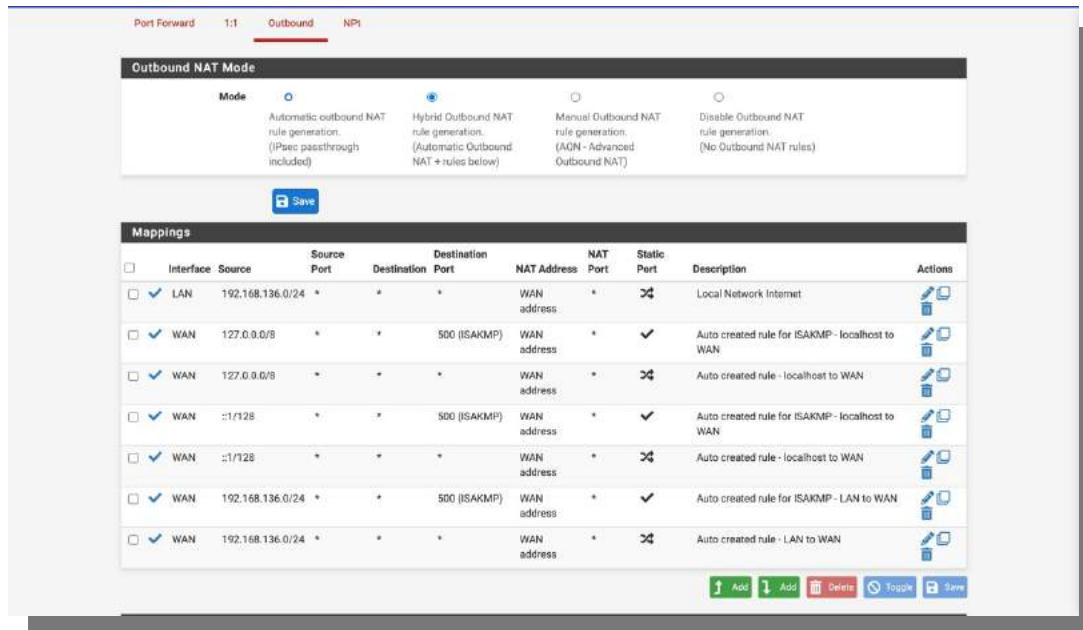 Port Forward 1:1 Outbound NPt
Outbound NAT Mode
Mode
Automatic outbound NAT rule generation. (IPsec passthrough included)
Hybrid Outbound NAT rule generation. (Automatic Outbound NAT + rules below)
Manual Outbound NAT rule generation. (AON - Advanced Outbound NAT)
Disable Outbound NAT rule generation. (No Outbound NAT rules)
Save
Mappings
Interface Source Source Port Destination Destination Port NAT Address NAT Port Static Port Description Actions
LAN 192.168.136.0/24 * * * WAN address * Local Network Internet
WAN 127.0.0.0/8 * * 500 (ISAKMP) WAN address * Auto created rule for ISAKMP - localhost to WAN
WAN 127.0.0.0/8 * * * WAN address * Auto created rule - localhost to WAN
WAN ::1/128 * * 500 (ISAKMP) WAN address * Auto created rule for ISAKMP - localhost to WAN
WAN ::1/128 * * * WAN address * Auto created rule - localhost to WAN
WAN 192.168.136.0/24 * * 500 (ISAKMP) WAN address * Auto created rule for ISAKMP - LAN to WAN
WAN 192.168.136.0/24 * * * WAN address * Auto created rule - LAN to WAN
Add Add Delete Toggle Save